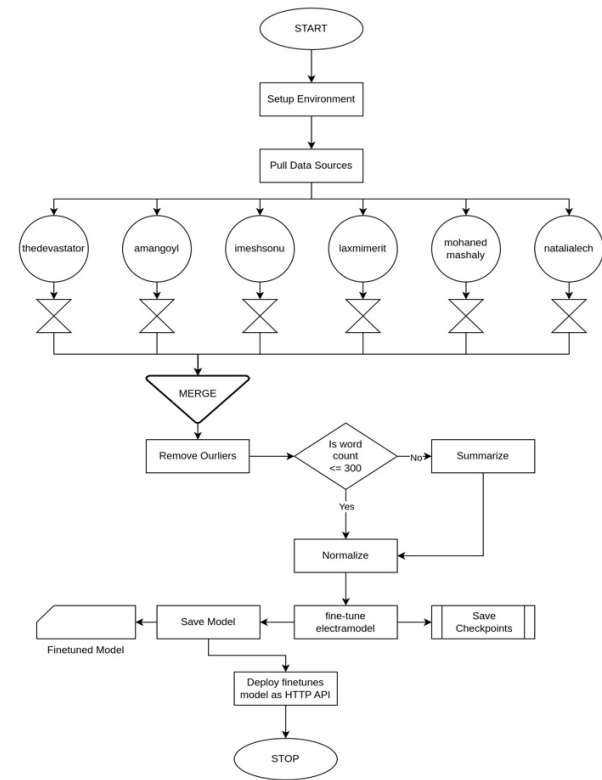 START
Setup Environment
Pull Data Sources
thedevastator
amangoyl
imeshsonu
laxmimerit
mohaned
mashaly
natalialech
MERGE
Remove Ourliers
Is word
count
<= 300
No
Summarize
Yes
Normalize
Finetuned Model
Save Model
fine-tune
electramodel
Save
Checkpoints
Deploy finetunes
model as HTTP API
STOP